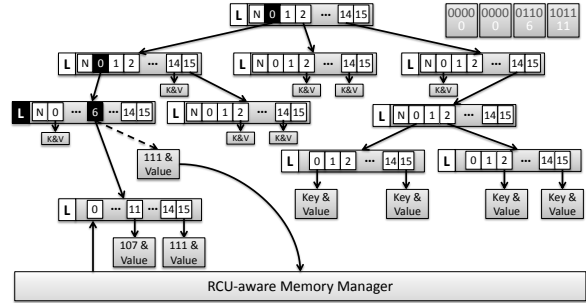 L N 0 1 2 ... 14 15
0000 0000 0110 1011
0 0 6 11
L N 0 1 2 ... 14 15
L N 0 1 2 ... 14 15
L N 0 1 2 ... 14 15
K&V
K&V K&V
K&V
L N 0 ... 6 ... 14 15
N 0 1 2 ... 14 15
L N 0 1 2 ... 14 15
K&V
K&V K&V
111 &
Value
L 0 1 2 ... 14 15
L 0 1 2 ... 14 15
L 0 ... 11 ... 14 15
Key &
Value
Key &
Value
Key &
Value
Key &
Value
107 &
Value
111 &
Value
RCU-aware Memory Manager